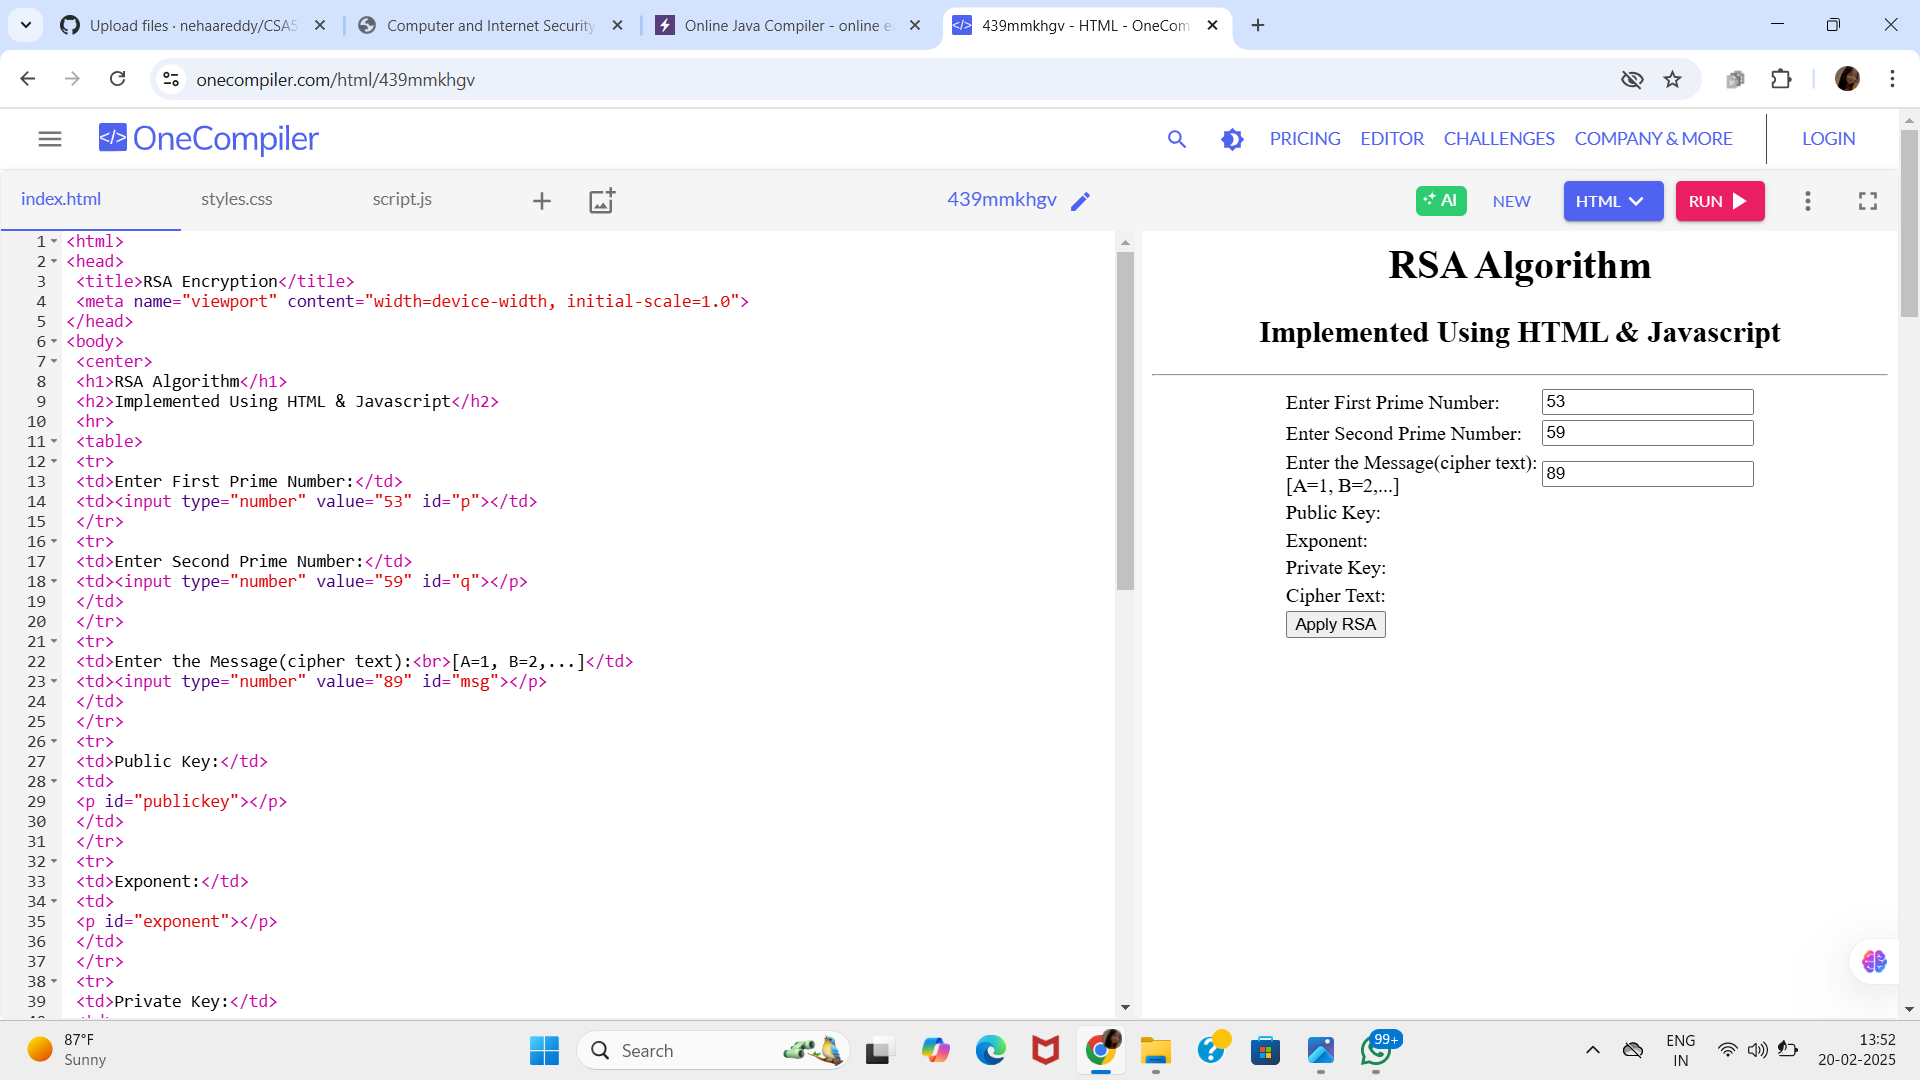 Upload files · nehaareddy/CSA5
Computer and Internet Security
Online Java Compiler - online e
439mmkhgv - HTML - OneCom
onecompiler.com/html/439mmkhgv
</> OneCompiler
PRICING EDITOR CHALLENGES COMPANY & MORE LOGIN
index.html styles.css script.js 439mmkhgv AI NEW HTML RUN
1 <html>
2 <head>
3 <title>RSA Encryption</title>
4 <meta name="viewport" content="width=device-width, initial-scale=1.0">
5 </head>
6 <body>
7 <center>
8 <h1>RSA Algorithm</h1>
9 <h2>Implemented Using HTML & Javascript</h2>
10 <hr>
11 <table>
12 <tr>
13 <td>Enter First Prime Number:</td>
14 <td><input type="number" value="53" id="p"></td>
15 </tr>
16 <tr>
17 <td>Enter Second Prime Number:</td>
18 <td><input type="number" value="59" id="q"></p>
19 </td>
20 </tr>
21 <tr>
22 <td>Enter the Message(cipher text):<br>[A=1, B=2,...]</td>
23 <td><input type="number" value="89" id="msg"></p>
24 </td>
25 </tr>
26 <tr>
27 <td>Public Key:</td>
28 <td>
29 <p id="publickey"></p>
30 </td>
31 </tr>
32 <tr>
33 <td>Exponent:</td>
34 <td>
35 <p id="exponent"></p>
36 </td>
37 </tr>
38 <tr>
39 <td>Private Key:</td>
RSA Algorithm
Implemented Using HTML & Javascript
Enter First Prime Number: 53
Enter Second Prime Number: 59
Enter the Message(cipher text): 89
[A=1, B=2,...]
Public Key:
Exponent:
Private Key:
Cipher Text:
Apply RSA
87°F
Sunny
Search
99+
ENG
IN
13:52
20-02-2025